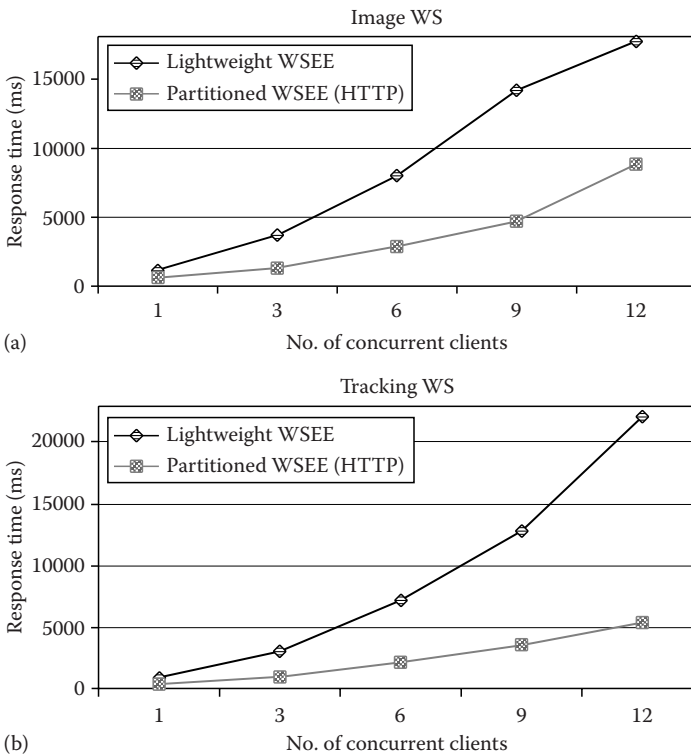 Image WS
Response time (ms)
15000
10000
5000
0
Lightweight WSEE
Partitioned WSEE (HTTP)
1 3 6 9 12
No. of concurrent clients
(a)
Tracking WS
Response time (ms)
20000
15000
10000
5000
0
Lightweight WSEE
Partitioned WSEE (HTTP)
1 3 6 9 12
No. of concurrent clients
(b)